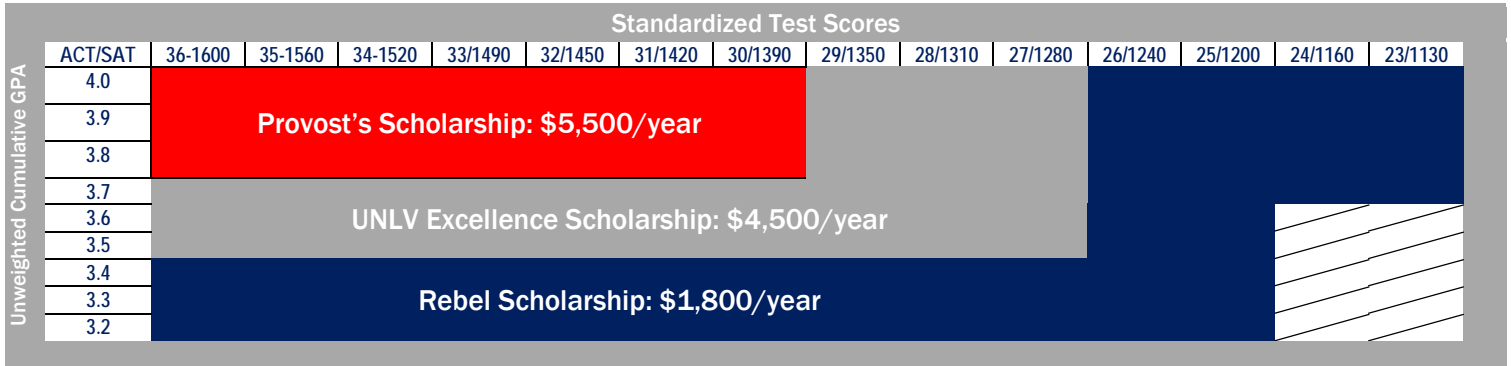 Standardized Test Scores
Unweighted Cumulative GPA
ACT/SAT 36-1600 35-1560 34-1520 33/1490 32/1450 31/1420 30/1390 29/1350 28/1310 27/1280 26/1240 25/1200 24/1160 23/1130
4.0
3.9
Provost's Scholarship: $5,500/year
3.8
3.7
3.6
UNLV Excellence Scholarship: $4,500/year
3.5
3.4
3.3
Rebel Scholarship: $1,800/year
3.2